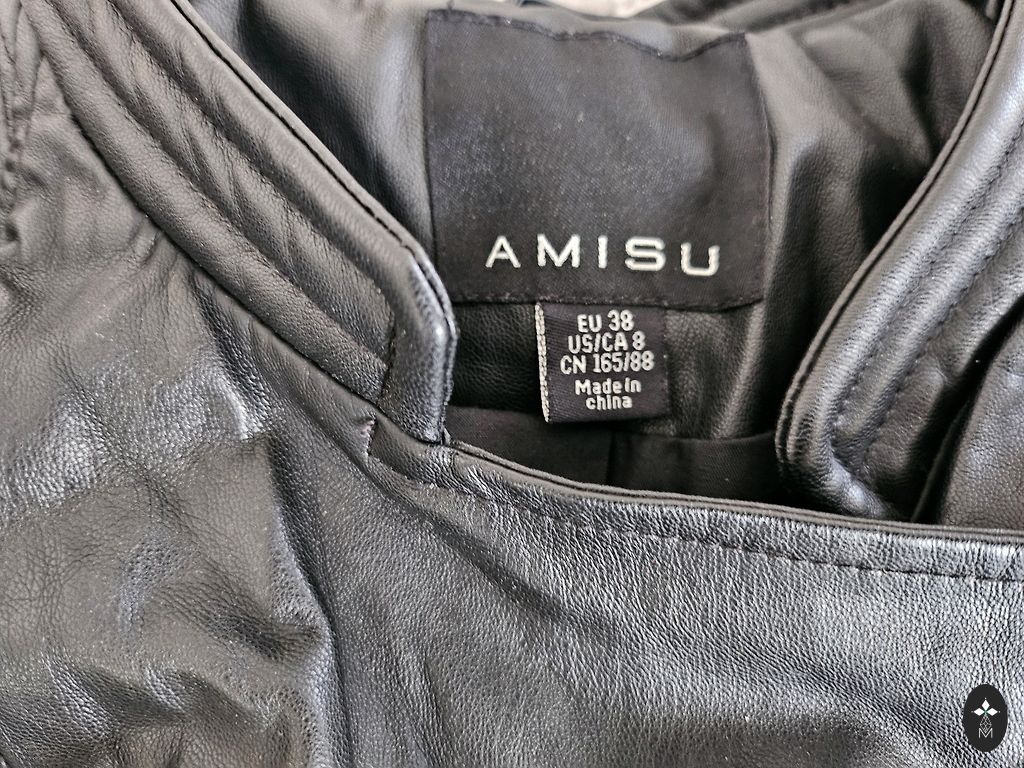 AMISU
EU 38
US/CA 8
CN 165/88
Made in
china
M